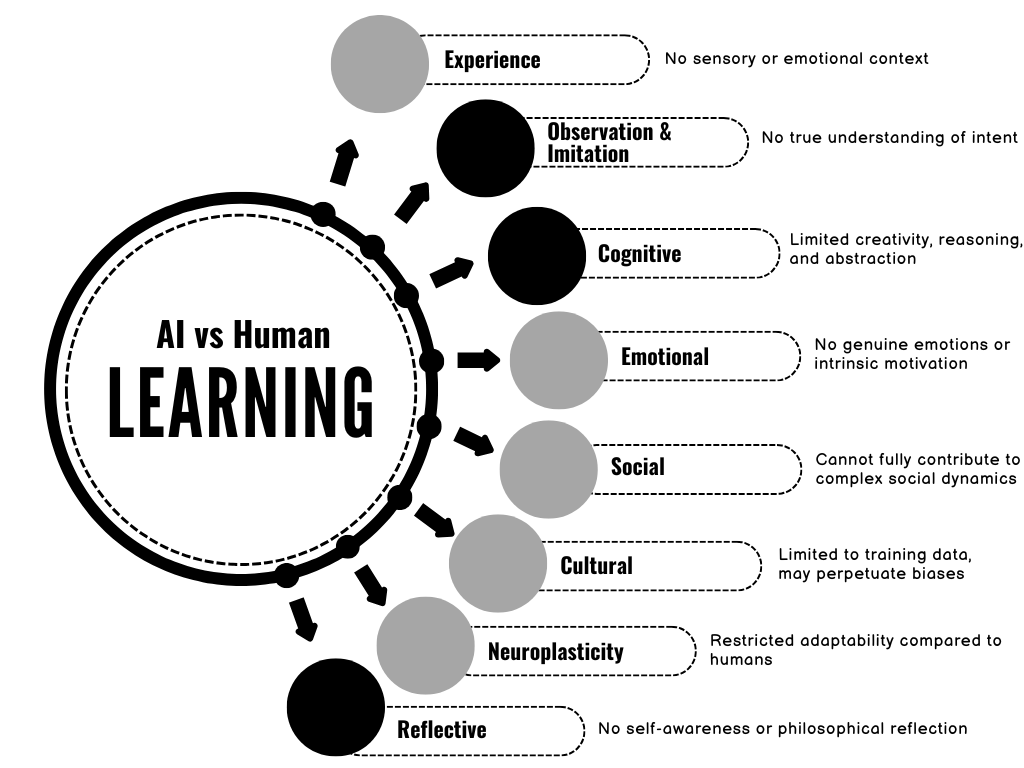 Experience
No sensory or emotional context
Observation &
Imitation
No true understanding of intent
Cognitive
Limited creativity, reasoning,
and abstraction
AI vs Human
LEARNING
Emotional
No genuine emotions or
intrinsic motivation
Social
Cannot fully contribute to
complex social dynamics
Cultural
Limited to training data,
may perpetuate biases
Neuroplasticity
Restricted adaptability compared to
humans
Reflective
No self-awareness or philosophical reflection